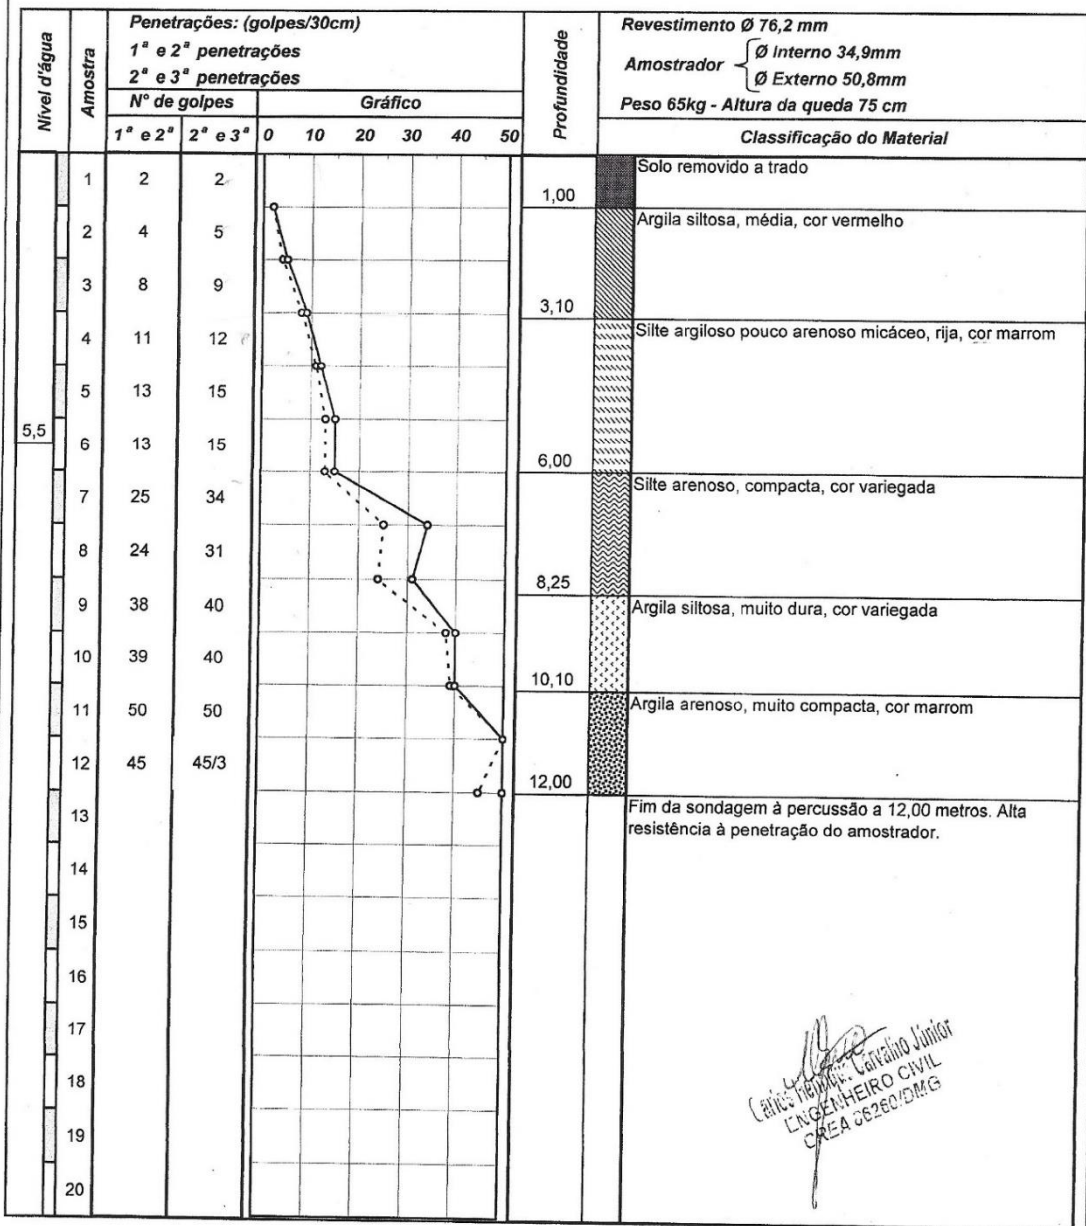 Nível d'água
Amostra
Penetrações: (golpes/30cm)
1ª e 2ª penetrações
2ª e 3ª penetrações
Nº de golpes
Gráfico
1ª e 2ª
2ª e 3ª
0 10 20 30 40 50
Profundidade
Revestimento Ø 76,2 mm
Amostrador
Ø Interno 34,9mm
Ø Externo 50,8mm
Peso 65kg - Altura da queda 75 cm
Classificação do Material
1 2 2
Solo removido a trado
1,00
2 4 5
Argila siltosa, média, cor vermelho
3 8 9
3,10
4 11 12
Silte argiloso pouco arenoso micáceo, rija, cor marrom
5 13 15
5,5
6 13 15
6,00
7 25 34
Silte arenoso, compacta, cor variegada
8 24 31
8,25
9 38 40
Argila siltosa, muito dura, cor variegada
10 39 40
10,10
11 50 50
Argila arenoso, muito compacta, cor marrom
12 45 45/3
12,00
13
Fim da sondagem à percussão a 12,00 metros. Alta
resistência à penetração do amostrador.
14
15
16
17
18
19
20
Carlos Carvalho Júnior
ENGENHEIRO CIVIL
CREA